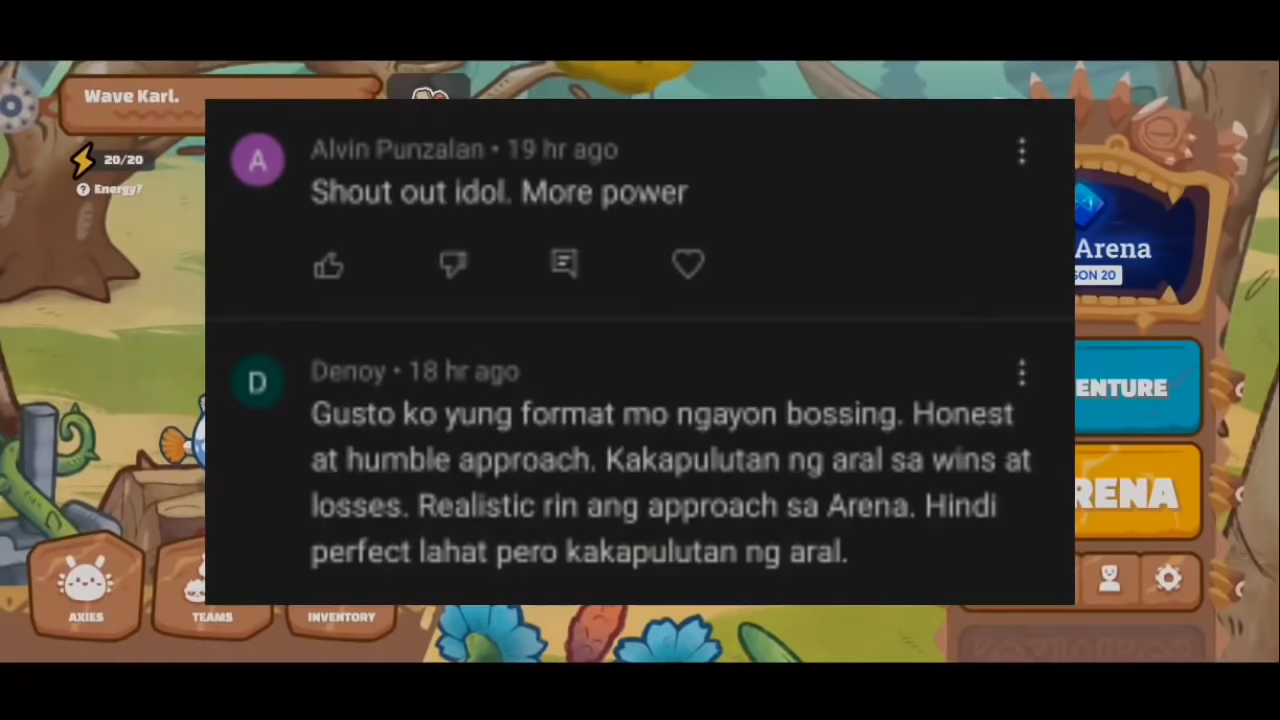 Wave Karl.
20/20
Energy?
Alvin Punzalan • 19 hr ago
Shout out idol. More power
A
D
Denoy • 18 hr ago
Gusto ko yung format mo ngayon bossing. Honest
at humble approach. Kakapulutan ng aral sa wins at
losses. Realistic rin ang approach sa Arena. Hindi
perfect lahat pero kakapulutan ng aral.
Arena
SON 20
ENTURE
RENA
AXIES
TEAMS
INVENTORY